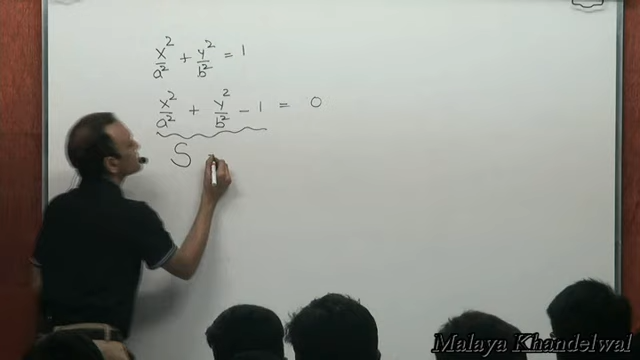 x²/a² + y²/b² = 1
x²/a² + y²/b² - 1 = 0
S
Malaya Khandelwal